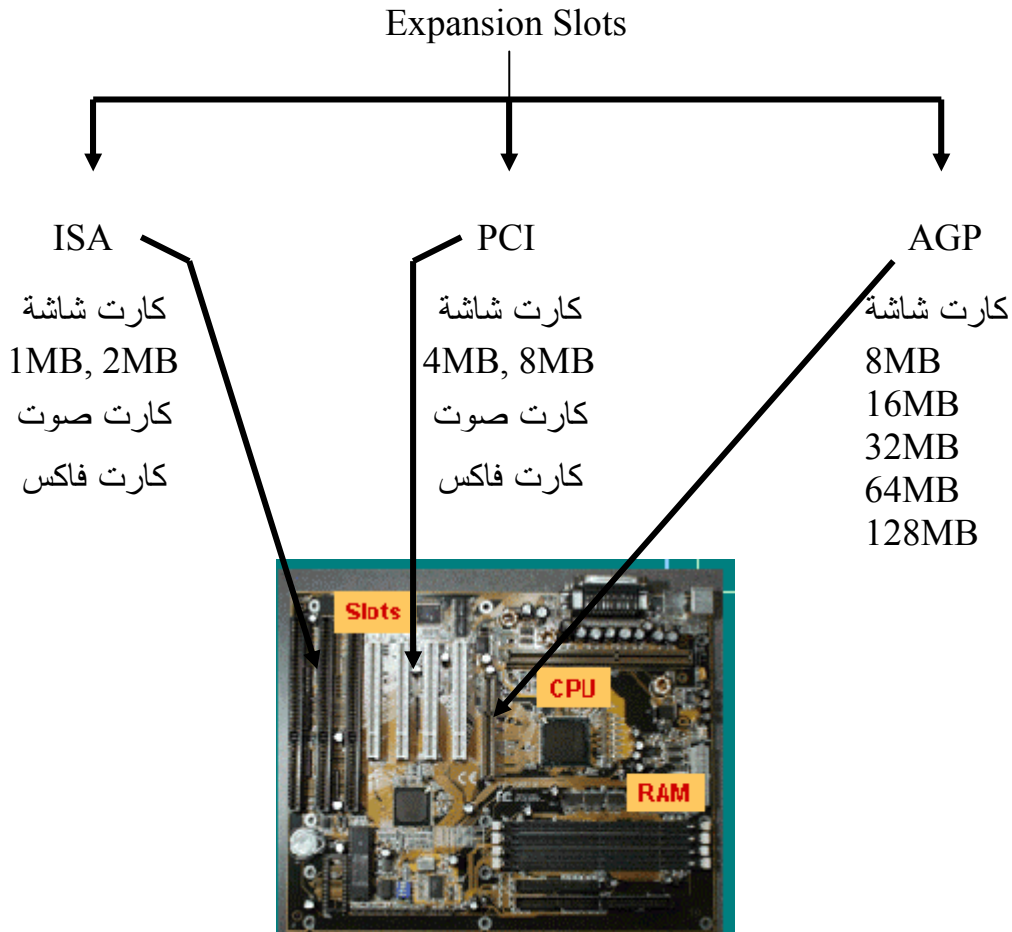 Expansion Slots
ISA
كارت شاشة
1MB, 2MB
كارت صوت
كارت فاكس
PCI
كارت شاشة
4MB, 8MB
كارت صوت
كارت فاكس
AGP
كارت شاشة
8MB
16MB
32MB
64MB
128MB
Slots
CPU
RAM